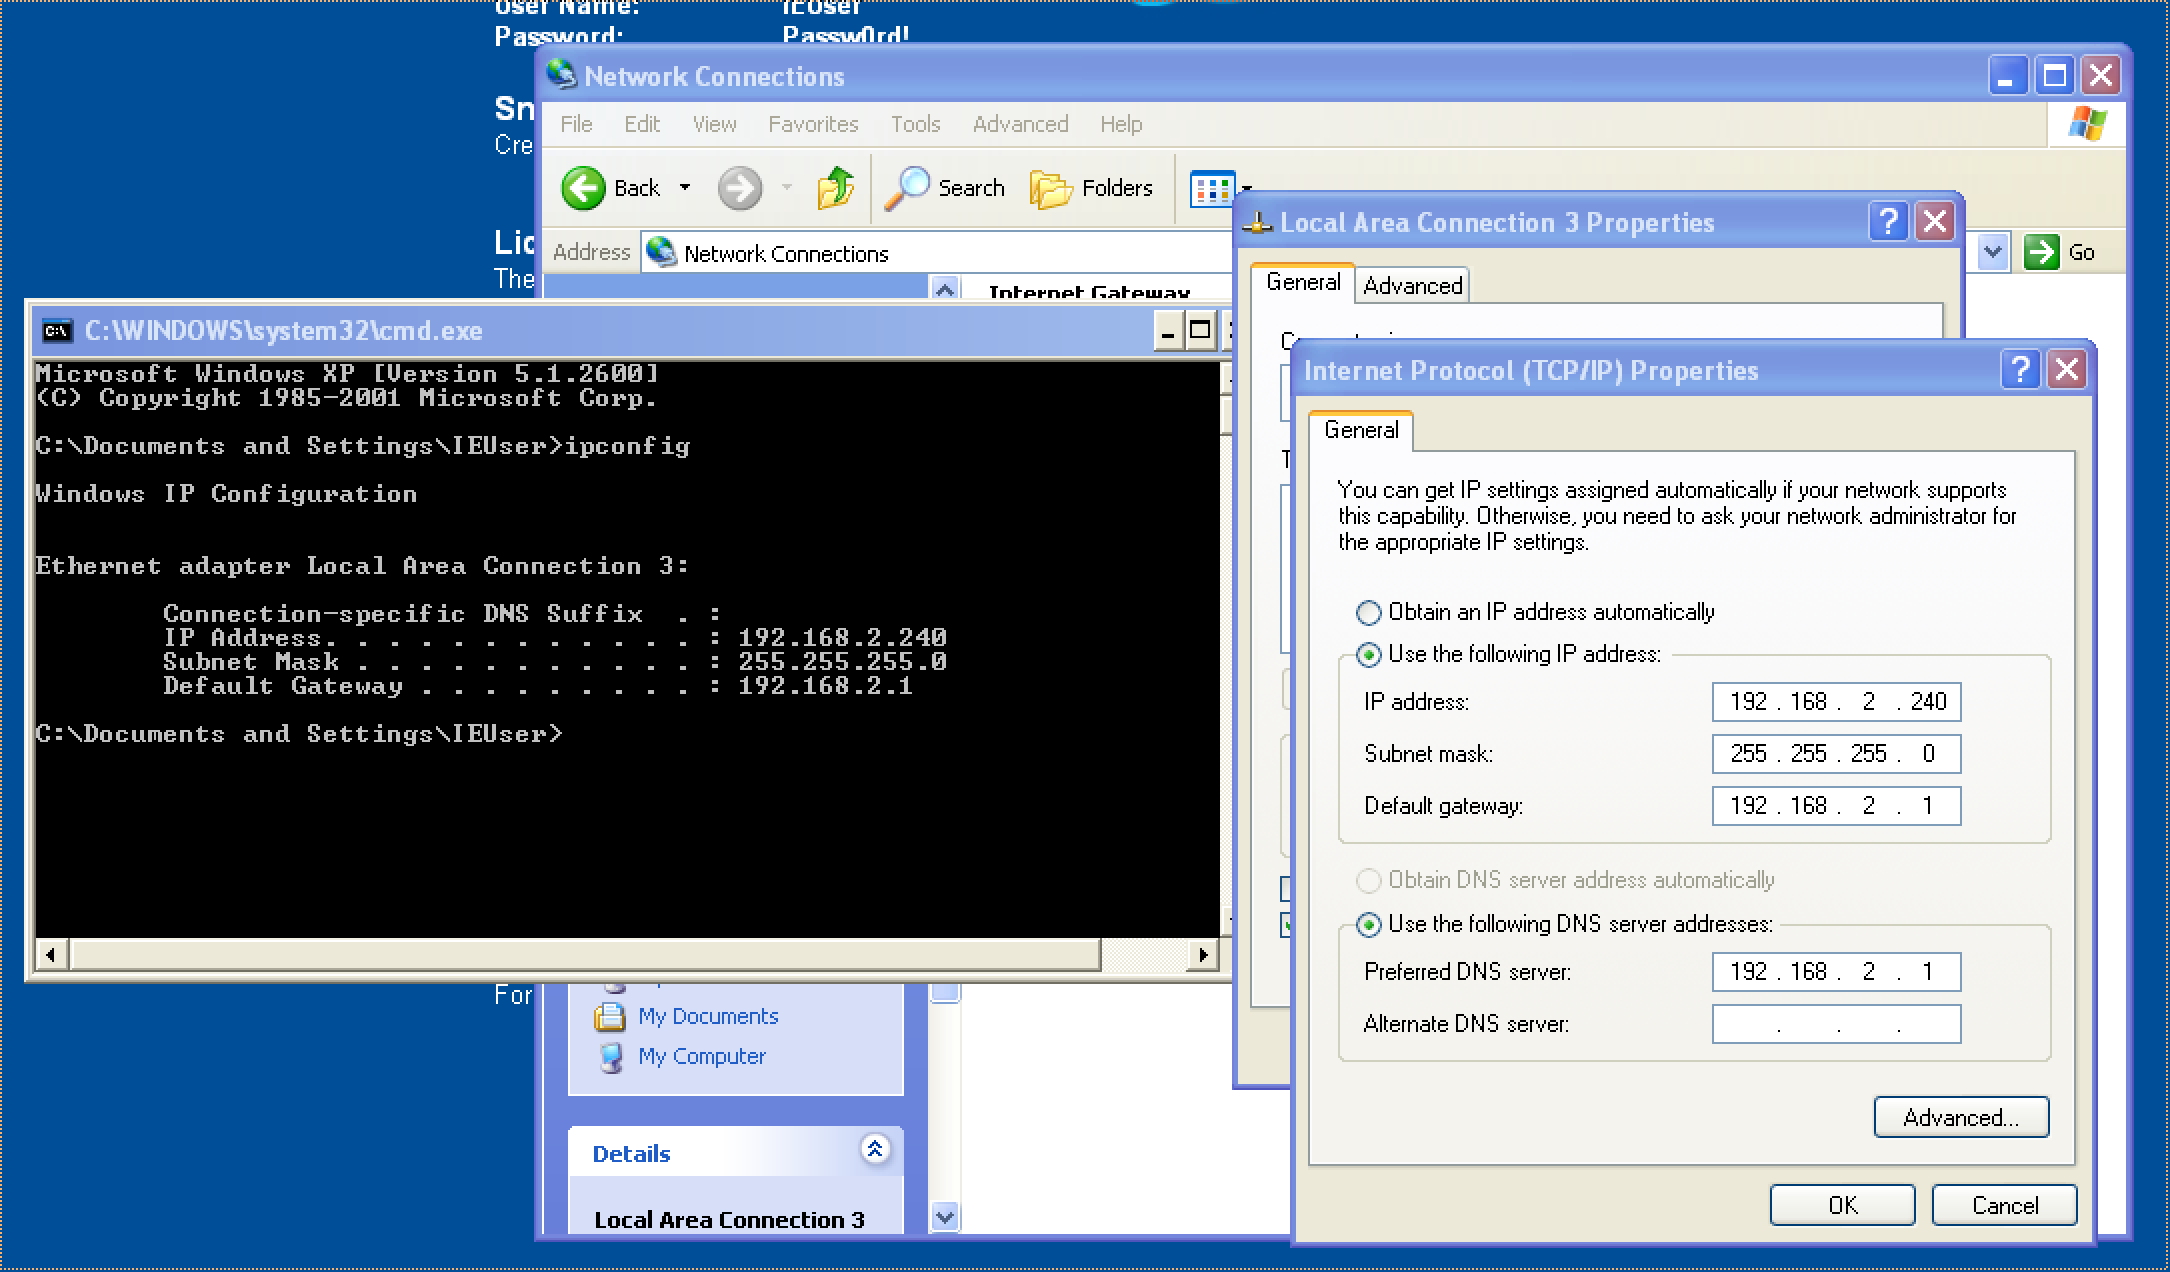 User Name: IEUser
Password: Passw0rd!
Sn
Cre
Lic
The
For
Network Connections
File Edit View Favorites Tools Advanced Help
Back Search Folders
Address Network Connections Go
Internet Gateway
My Documents
My Computer
Details
Local Area Connection 3
C:\WINDOWS\system32\cmd.exe
Microsoft Windows XP [Version 5.1.2600]
(C) Copyright 1985-2001 Microsoft Corp.
C:\Documents and Settings\IEUser>ipconfig
Windows IP Configuration
Ethernet adapter Local Area Connection 3:
Connection-specific DNS Suffix . :
IP Address. . . . . . . . . . . . : 192.168.2.240
Subnet Mask . . . . . . . . . . . : 255.255.255.0
Default Gateway . . . . . . . . . : 192.168.2.1
C:\Documents and Settings\IEUser>
Local Area Connection 3 Properties
General Advanced
Internet Protocol (TCP/IP) Properties
General
You can get IP settings assigned automatically if your network supports
this capability. Otherwise, you need to ask your network administrator for
the appropriate IP settings.
Obtain an IP address automatically
Use the following IP address:
IP address: 192 . 168 . 2 . 240
Subnet mask: 255 . 255 . 255 . 0
Default gateway: 192 . 168 . 2 . 1
Obtain DNS server address automatically
Use the following DNS server addresses:
Preferred DNS server: 192 . 168 . 2 . 1
Alternate DNS server: . . .
Advanced...
OK Cancel